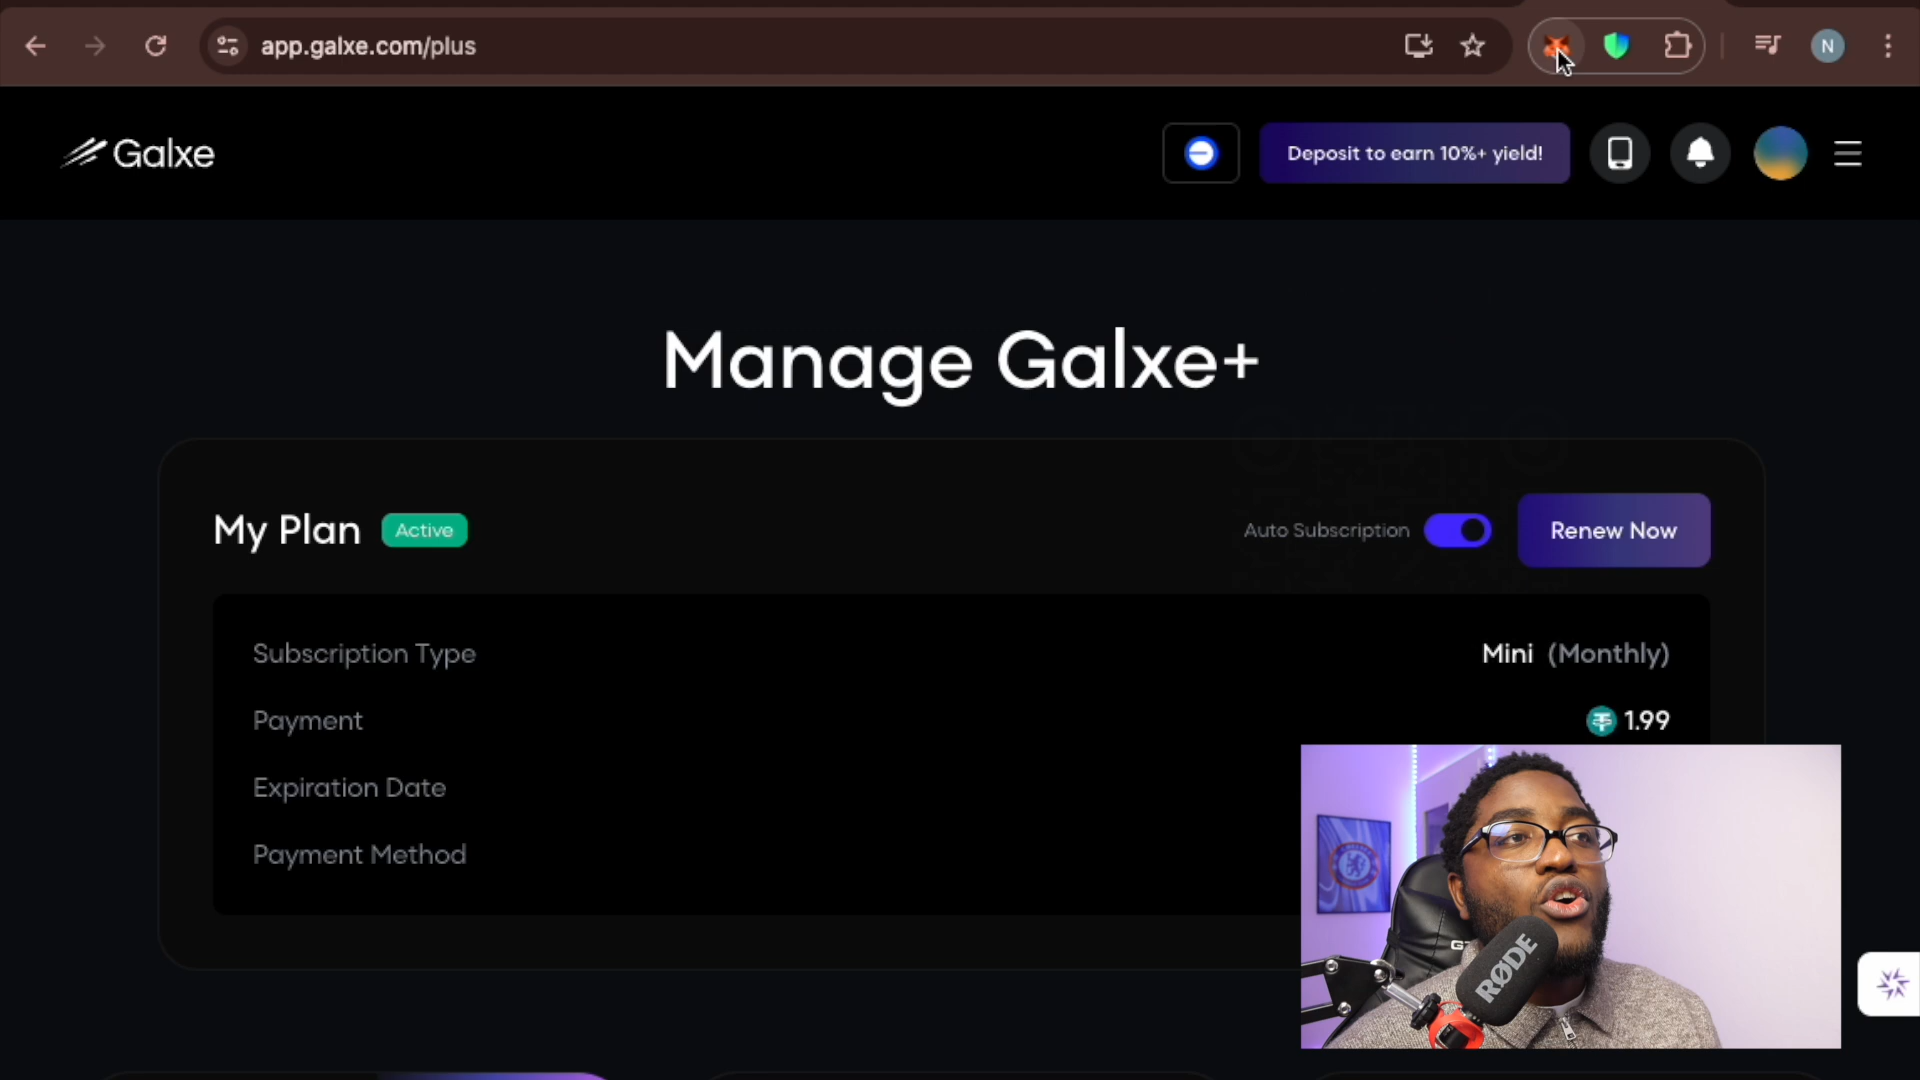 app.galxe.com/plus
N
Galxe
Deposit to earn 10%+ yield!
Manage Galxe+
My Plan
Active
Auto Subscription
Renew Now
Subscription Type
Mini (Monthly)
Payment
1.99
Expiration Date
Payment Method
RØDE